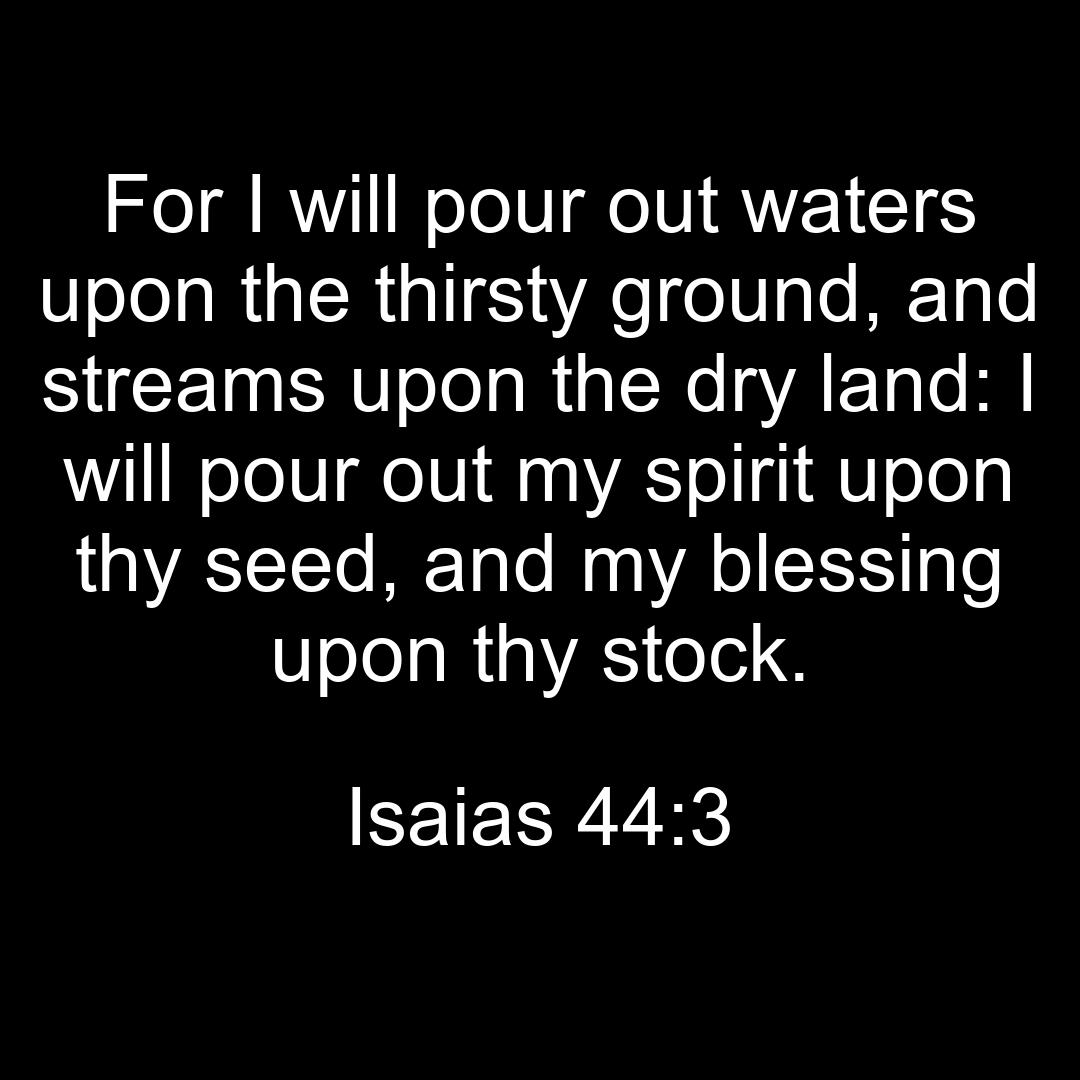 For I will pour out waters
upon the thirsty ground, and
streams upon the dry land: I
will pour out my spirit upon
thy seed, and my blessing
upon thy stock.
Isaias 44:3